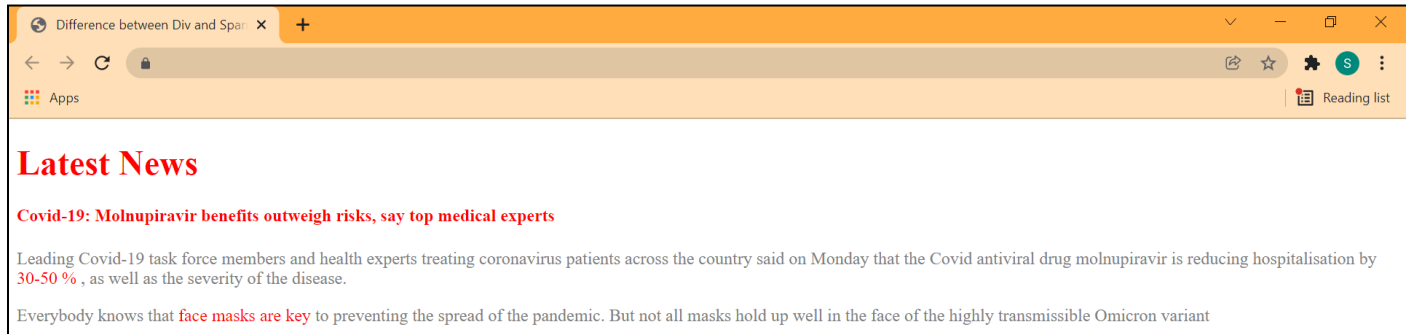 Difference between Div and Span
Apps
S
Reading list
Latest News
Covid-19: Molnupiravir benefits outweigh risks, say top medical experts
Leading Covid-19 task force members and health experts treating coronavirus patients across the country said on Monday that the Covid antiviral drug molnupiravir is reducing hospitalisation by
30-50 % , as well as the severity of the disease.
Everybody knows that face masks are key to preventing the spread of the pandemic. But not all masks hold up well in the face of the highly transmissible Omicron variant